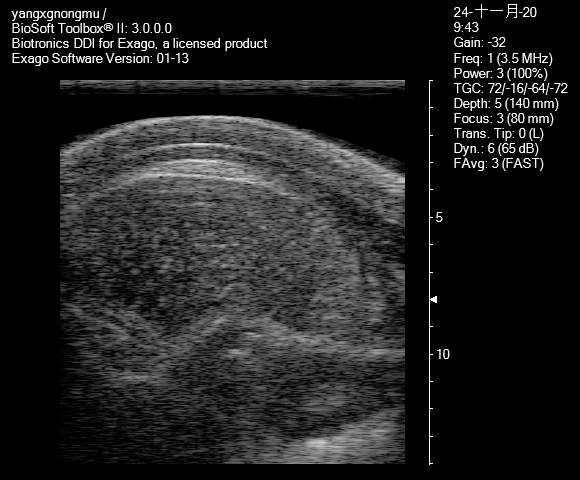 yangxgnongmu /
BioSoft Toolbox® II: 3.0.0.0
Biotronics DDI for Exago, a licensed product
Exago Software Version: 01-13
24-十一月-20
9:43
Gain: -32
Freq: 1 (3.5 MHz)
Power: 3 (100%)
TGC: 72/-16/-64/-72
Depth: 5 (140 mm)
Focus: 3 (80 mm)
Trans. Tip: 0 (L)
Dyn.: 6 (65 dB)
FAvg: 3 (FAST)
5
10